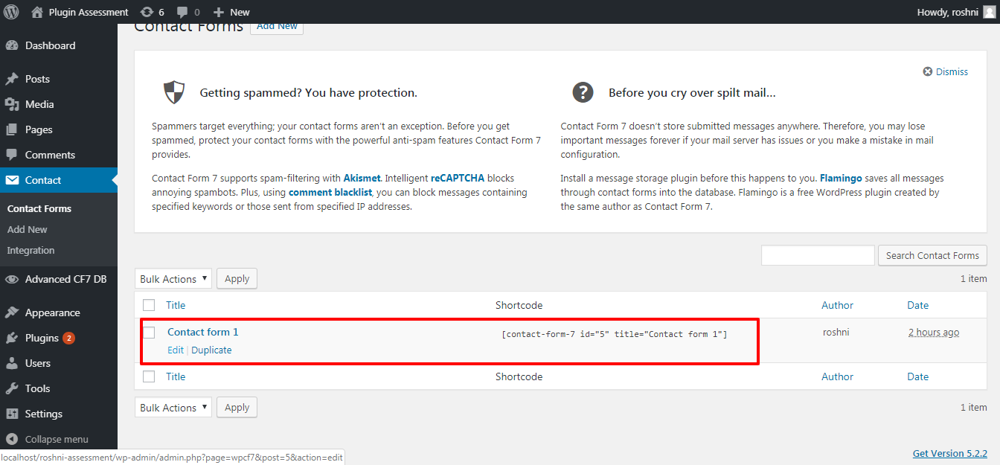 Plugin Assessment 6 0 New Howdy, roshni
Contact Forms Add New
Dashboard
Posts
Media
Pages
Comments
Contact
Contact Forms
Add New
Integration
Advanced CF7 DB
Appearance
Plugins 2
Users
Tools
Settings
Collapse menu
Dismiss
Getting spammed? You have protection.
Spammers target everything; your contact forms aren't an exception. Before you get
spammed, protect your contact forms with the powerful anti-spam features Contact Form 7
provides.
Contact Form 7 supports spam-filtering with Akismet. Intelligent reCAPTCHA blocks
annoying spambots. Plus, using comment blacklist, you can block messages containing
specified keywords or those sent from specified IP addresses.
Before you cry over spilt mail…
Contact Form 7 doesn't store submitted messages anywhere. Therefore, you may lose
important messages forever if your mail server has issues or you make a mistake in mail
configuration.
Install a message storage plugin before this happens to you. Flamingo saves all messages
through contact forms into the database. Flamingo is a free WordPress plugin created by
the same author as Contact Form 7.
Search Contact Forms
Bulk Actions Apply 1 item
Title Shortcode Author Date
Contact form 1 [contact-form-7 id="5" title="Contact form 1"] roshni 2 hours ago
Edit | Duplicate
Title Shortcode Author Date
Bulk Actions Apply 1 item
Get Version 5.2.2
localhost/roshni-assessment/wp-admin/admin.php?page=wpcf7&post=5&action=edit